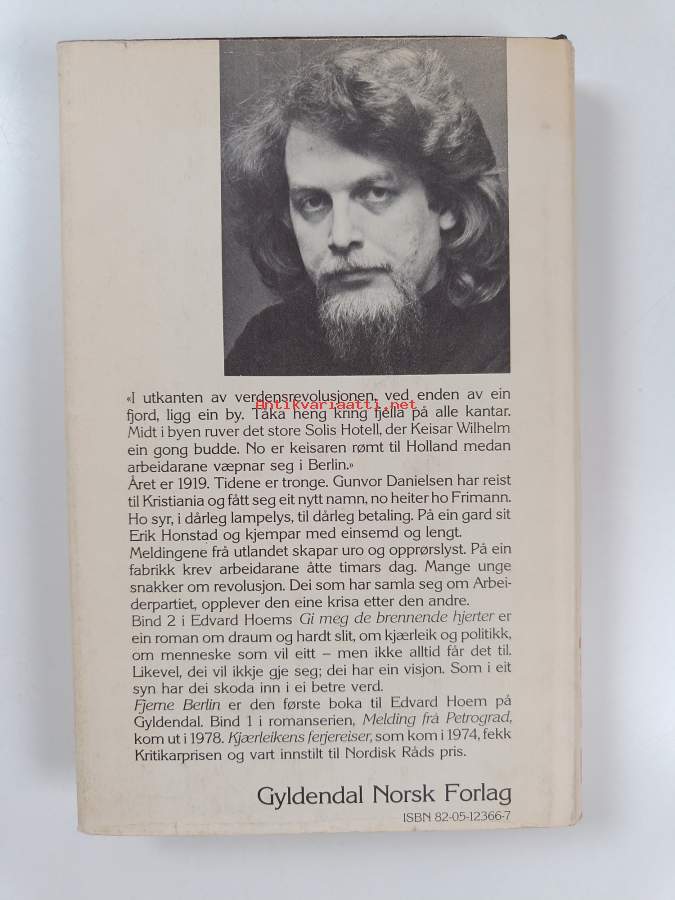 «I utkanten av verdensrevolusjonen, ved enden av ein
fjord, ligg ein by. Tåka heng kring fjella på alle kantar.
Antikvariaatti.net
Midt i byen ruver det store Solis Hotell, der Keisar Wilhelm
ein gong budde. No er keisaren rømt til Holland medan
arbeidarane væpnar seg i Berlin.»
Året er 1919. Tidene er tronge. Gunvor Danielsen har reist
til Kristiania og fått seg eit nytt namn, no heiter ho Frimann.
Ho syr, i dårleg lampelys, til dårleg betaling. På ein gard sit
Erik Honstad og kjempar med einsemd og lengt.
Meldingene frå utlandet skapar uro og opprørslyst. På ein
fabrikk krev arbeidarane åtte timars dag. Mange unge
snakker om revolusjon. Dei som har samla seg om Arbei-
derpartiet, opplever den eine krisa etter den andre.
Bind 2 i Edvard Hoems Gi meg de brennende hjerter er
ein roman om draum og hardt slit, om kjærleik og politikk,
om menneske som vil eitt – men ikke alltid får det til.
Likevel, dei vil ikkje gje seg; dei har ein visjon. Som i eit
syn har dei skoda inn i ei betre verd.
Fjerne Berlin er den første boka til Edvard Hoem på
Gyldendal. Bind 1 i romanserien, Melding frå Petrograd,
kom ut i 1978. Kjærleikens ferjereiser, som kom i 1974, fekk
Kritikarprisen og vart innstilt til Nordisk Råds pris.
Gyldendal Norsk Forlag
ISBN 82-05-12366-7